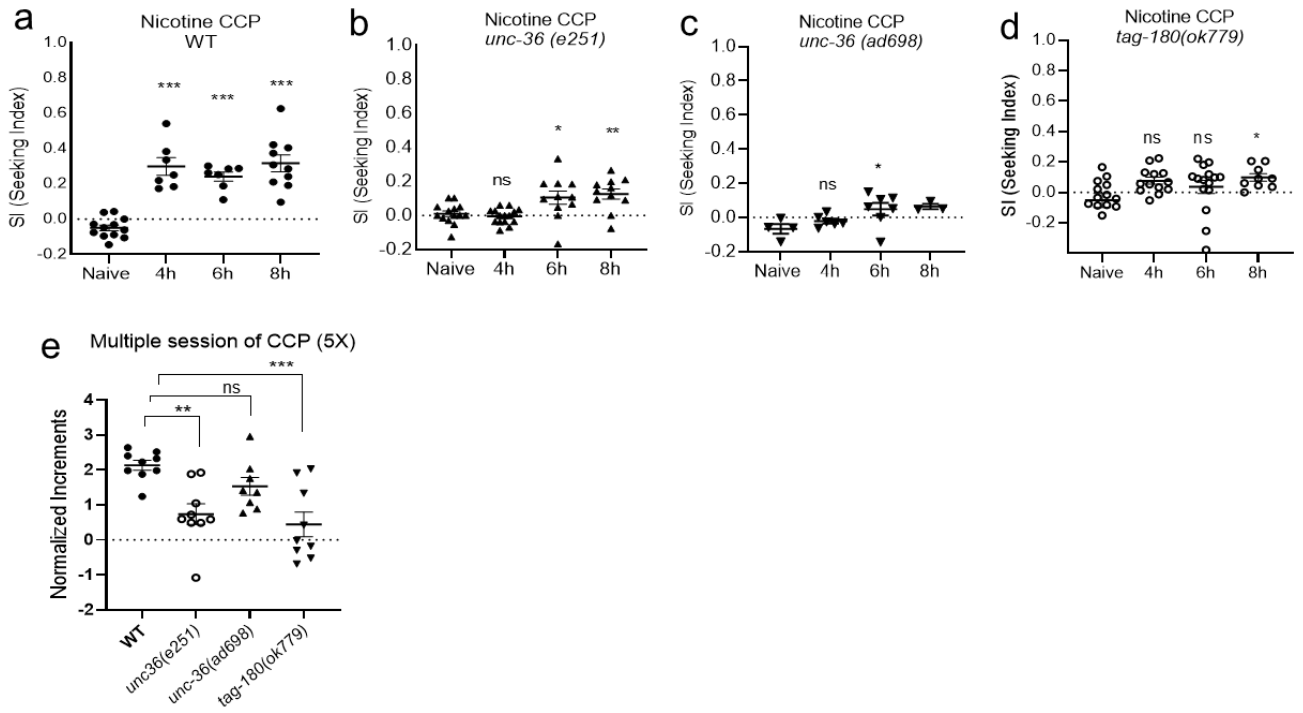 a
Nicotine CCP
WT
SI (Seeking Index)
1.0
0.8
0.6
0.4
0.2
0.0
-0.2
***
***
***
Naive
4h
6h
8h
b
Nicotine CCP
unc-36 (e251)
SI (Seeking Index)
1.0
0.8
0.6
0.4
0.2
0.0
-0.2
ns
*
**
Naive
4h
6h
8h
c
Nicotine CCP
unc-36 (ad698)
SI (Seeking Index)
1.0
0.8
0.6
0.4
0.2
0.0
-0.2
ns
*
Naive
4h
6h
8h
d
Nicotine CCP
tag-180(ok779)
SI (Seeking Index)
1.0
0.8
0.6
0.4
0.2
0.0
-0.2
ns
ns
*
Naive
4h
6h
8h
e
Multiple session of CCP (5X)
Normalized Increments
4
3
2
1
0
-1
-2
***
ns
**
WT
unc36(e251)
unc-36(ad698)
tag-180(ok779)